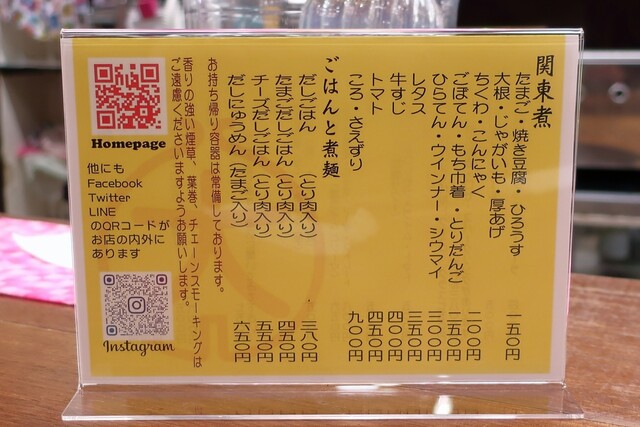 関東煮
たまご・焼き豆腐・ひろうす
大根・じゃがいも・厚あげ 一五〇円
ちくわ・こんにゃく 二〇〇円
ごぼてん・もち巾着・とりだんご 二五〇円
ひらてん・ウインナー・シウマイ 三〇〇円
レタス 三五〇円
牛すじ 四〇〇円
トマト 四五〇円
ころ・さえずり 九〇〇円
ごはんと煮麺
だしごはん (とり肉入り) 三八〇円
たまごだしごはん (とり肉入り) 四五〇円
チーズだしごはん (とり肉入り) 五五〇円
だしにゅうめん (たまご入り) 六五〇円
お持ち帰り容器は常備しております。
香りの強い煙草、葉巻、チェーンスモーキングは
ご遠慮くださいますようお願いします。
Homepage
他にも
Facebook
Twitter
LINE
のQRコードが
お店の内外に
あります
Instagram